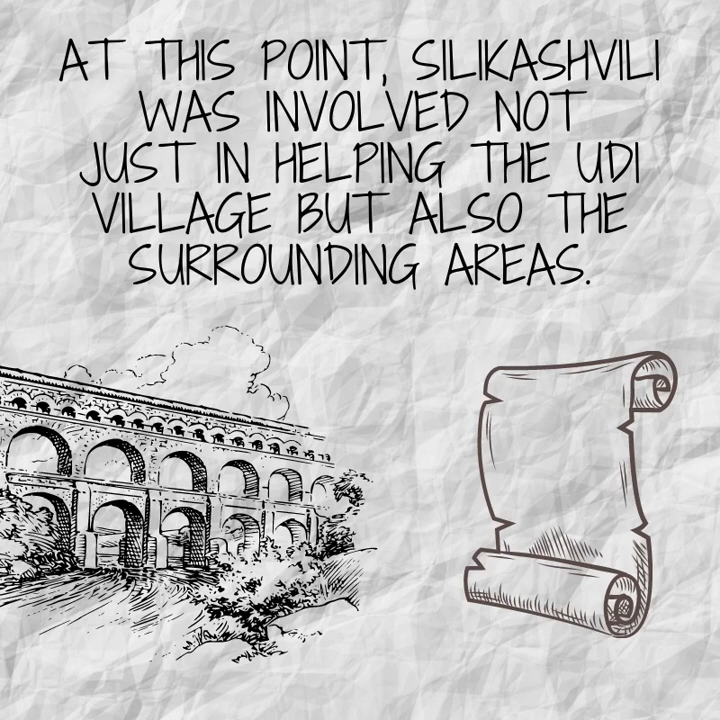 AT THIS POINT, SILIKASHVILI
WAS INVOLVED NOT
JUST IN HELPING THE UDI
VILLAGE BUT ALSO THE
SURROUNDING AREAS.